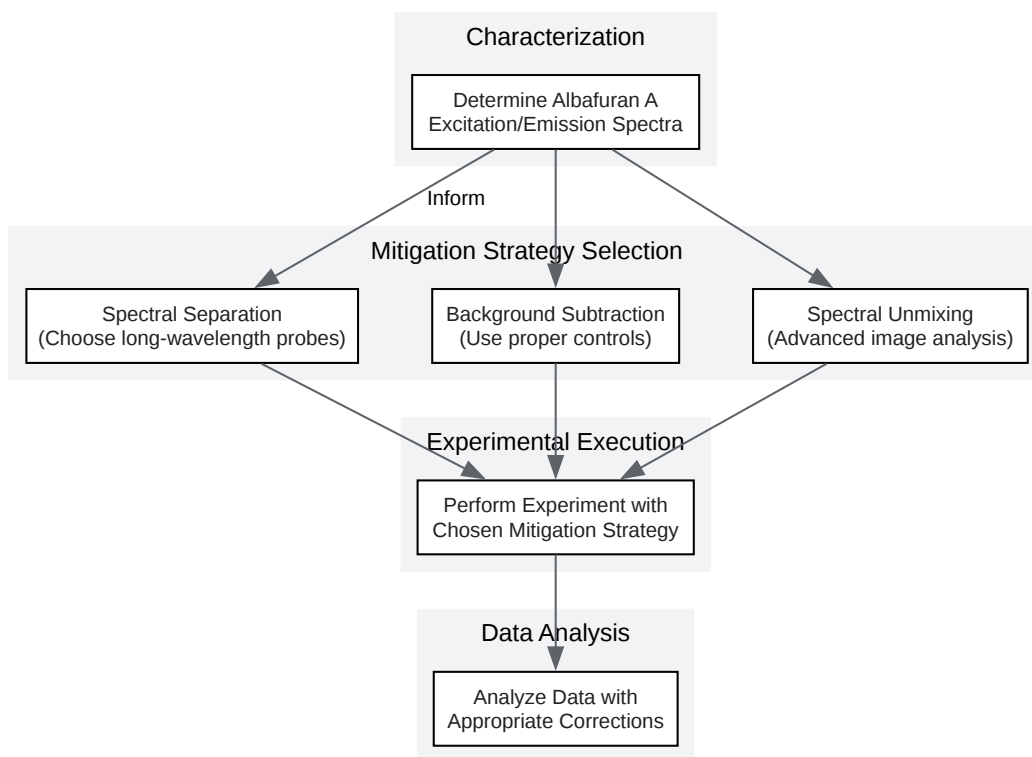 Characterization
Determine Albafuran A
Excitation/Emission Spectra
Inform
Mitigation Strategy Selection
Spectral Separation
(Choose long-wavelength probes)
Background Subtraction
(Use proper controls)
Spectral Unmixing
(Advanced image analysis)
Experimental Execution
Perform Experiment with
Chosen Mitigation Strategy
Data Analysis
Analyze Data with
Appropriate Corrections